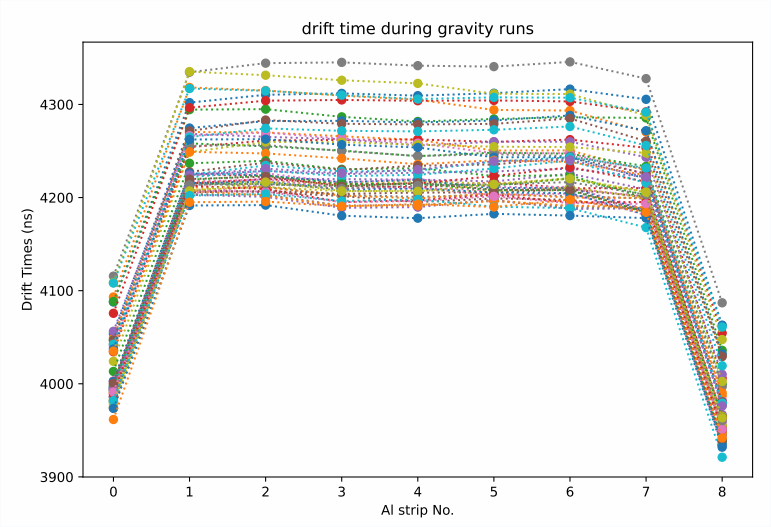 drift time during gravity runs
Drift Times (ns)
4300
4200
4100
4000
3900
0 1 2 3 4 5 6 7 8
Al strip No.